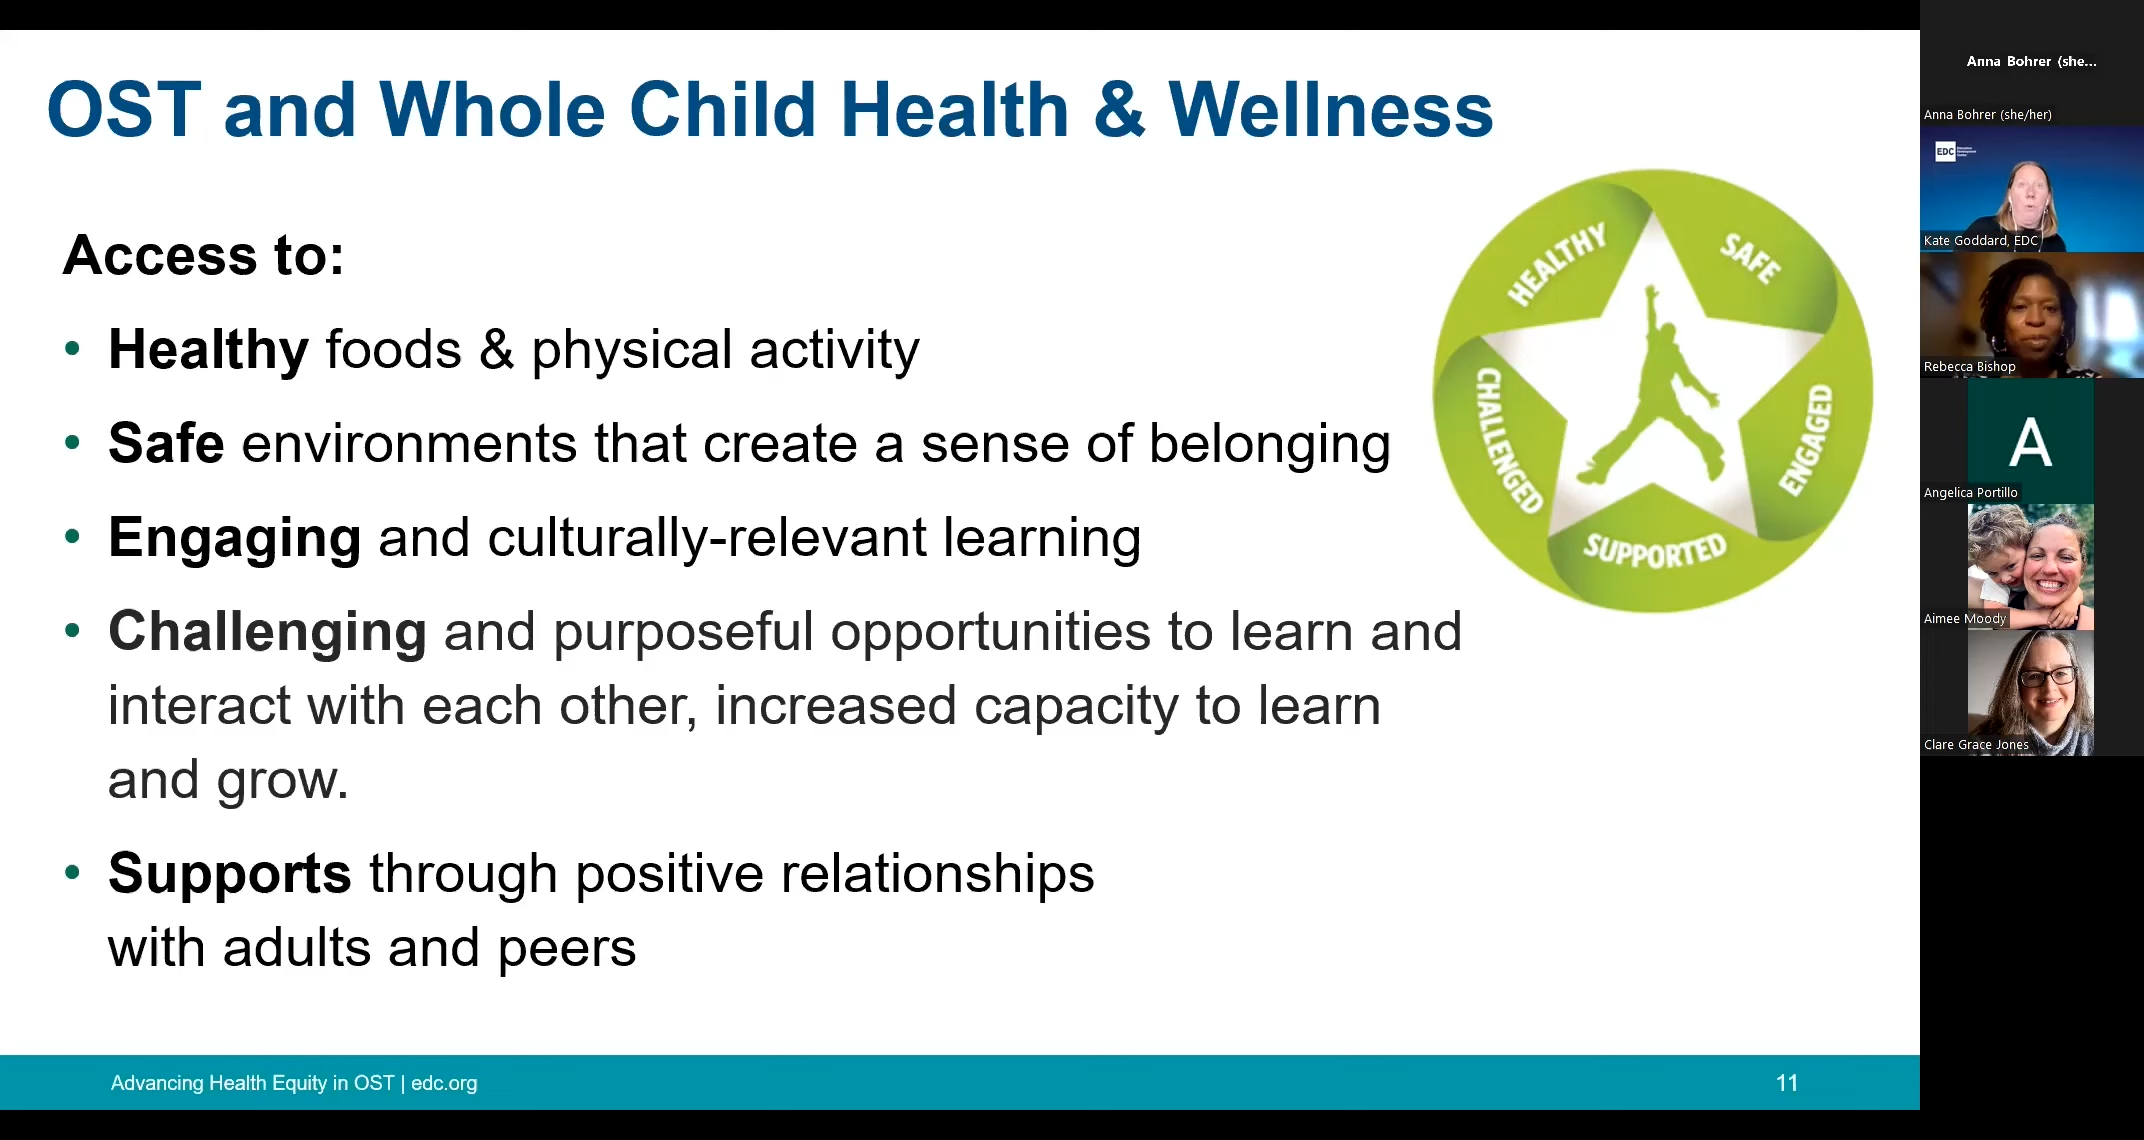 OST and Whole Child Health & Wellness
Access to:
• Healthy foods & physical activity
• Safe environments that create a sense of belonging
• Engaging and culturally-relevant learning
• Challenging and purposeful opportunities to learn and
interact with each other, increased capacity to learn
and grow.
• Supports through positive relationships
with adults and peers
HEALTHY
SAFE
ENGAGED
SUPPORTED
CHALLENGED
Advancing Health Equity in OST | edc.org
11
Anna Bohrer (she...
Anna Bohrer (she/her)
EDC
Kate Goddard, EDC
Rebecca Bishop
A
Angelica Portillo
Aimee Moody
Clare Grace Jones